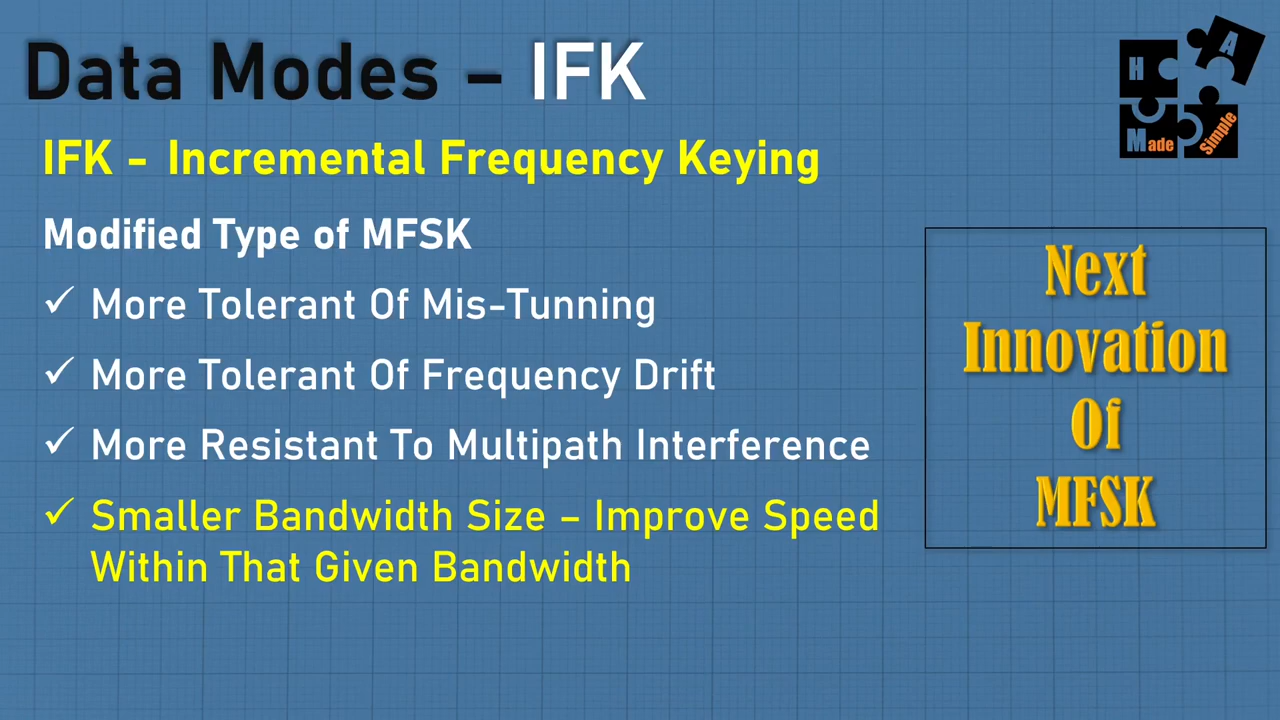 Data Modes – IFK
IFK - Incremental Frequency Keying
Modified Type of MFSK
✓ More Tolerant Of Mis-Tunning
✓ More Tolerant Of Frequency Drift
✓ More Resistant To Multipath Interference
✓ Smaller Bandwidth Size – Improve Speed
Within That Given Bandwidth
H A
Made Simple
Next
Innovation
Of
MFSK